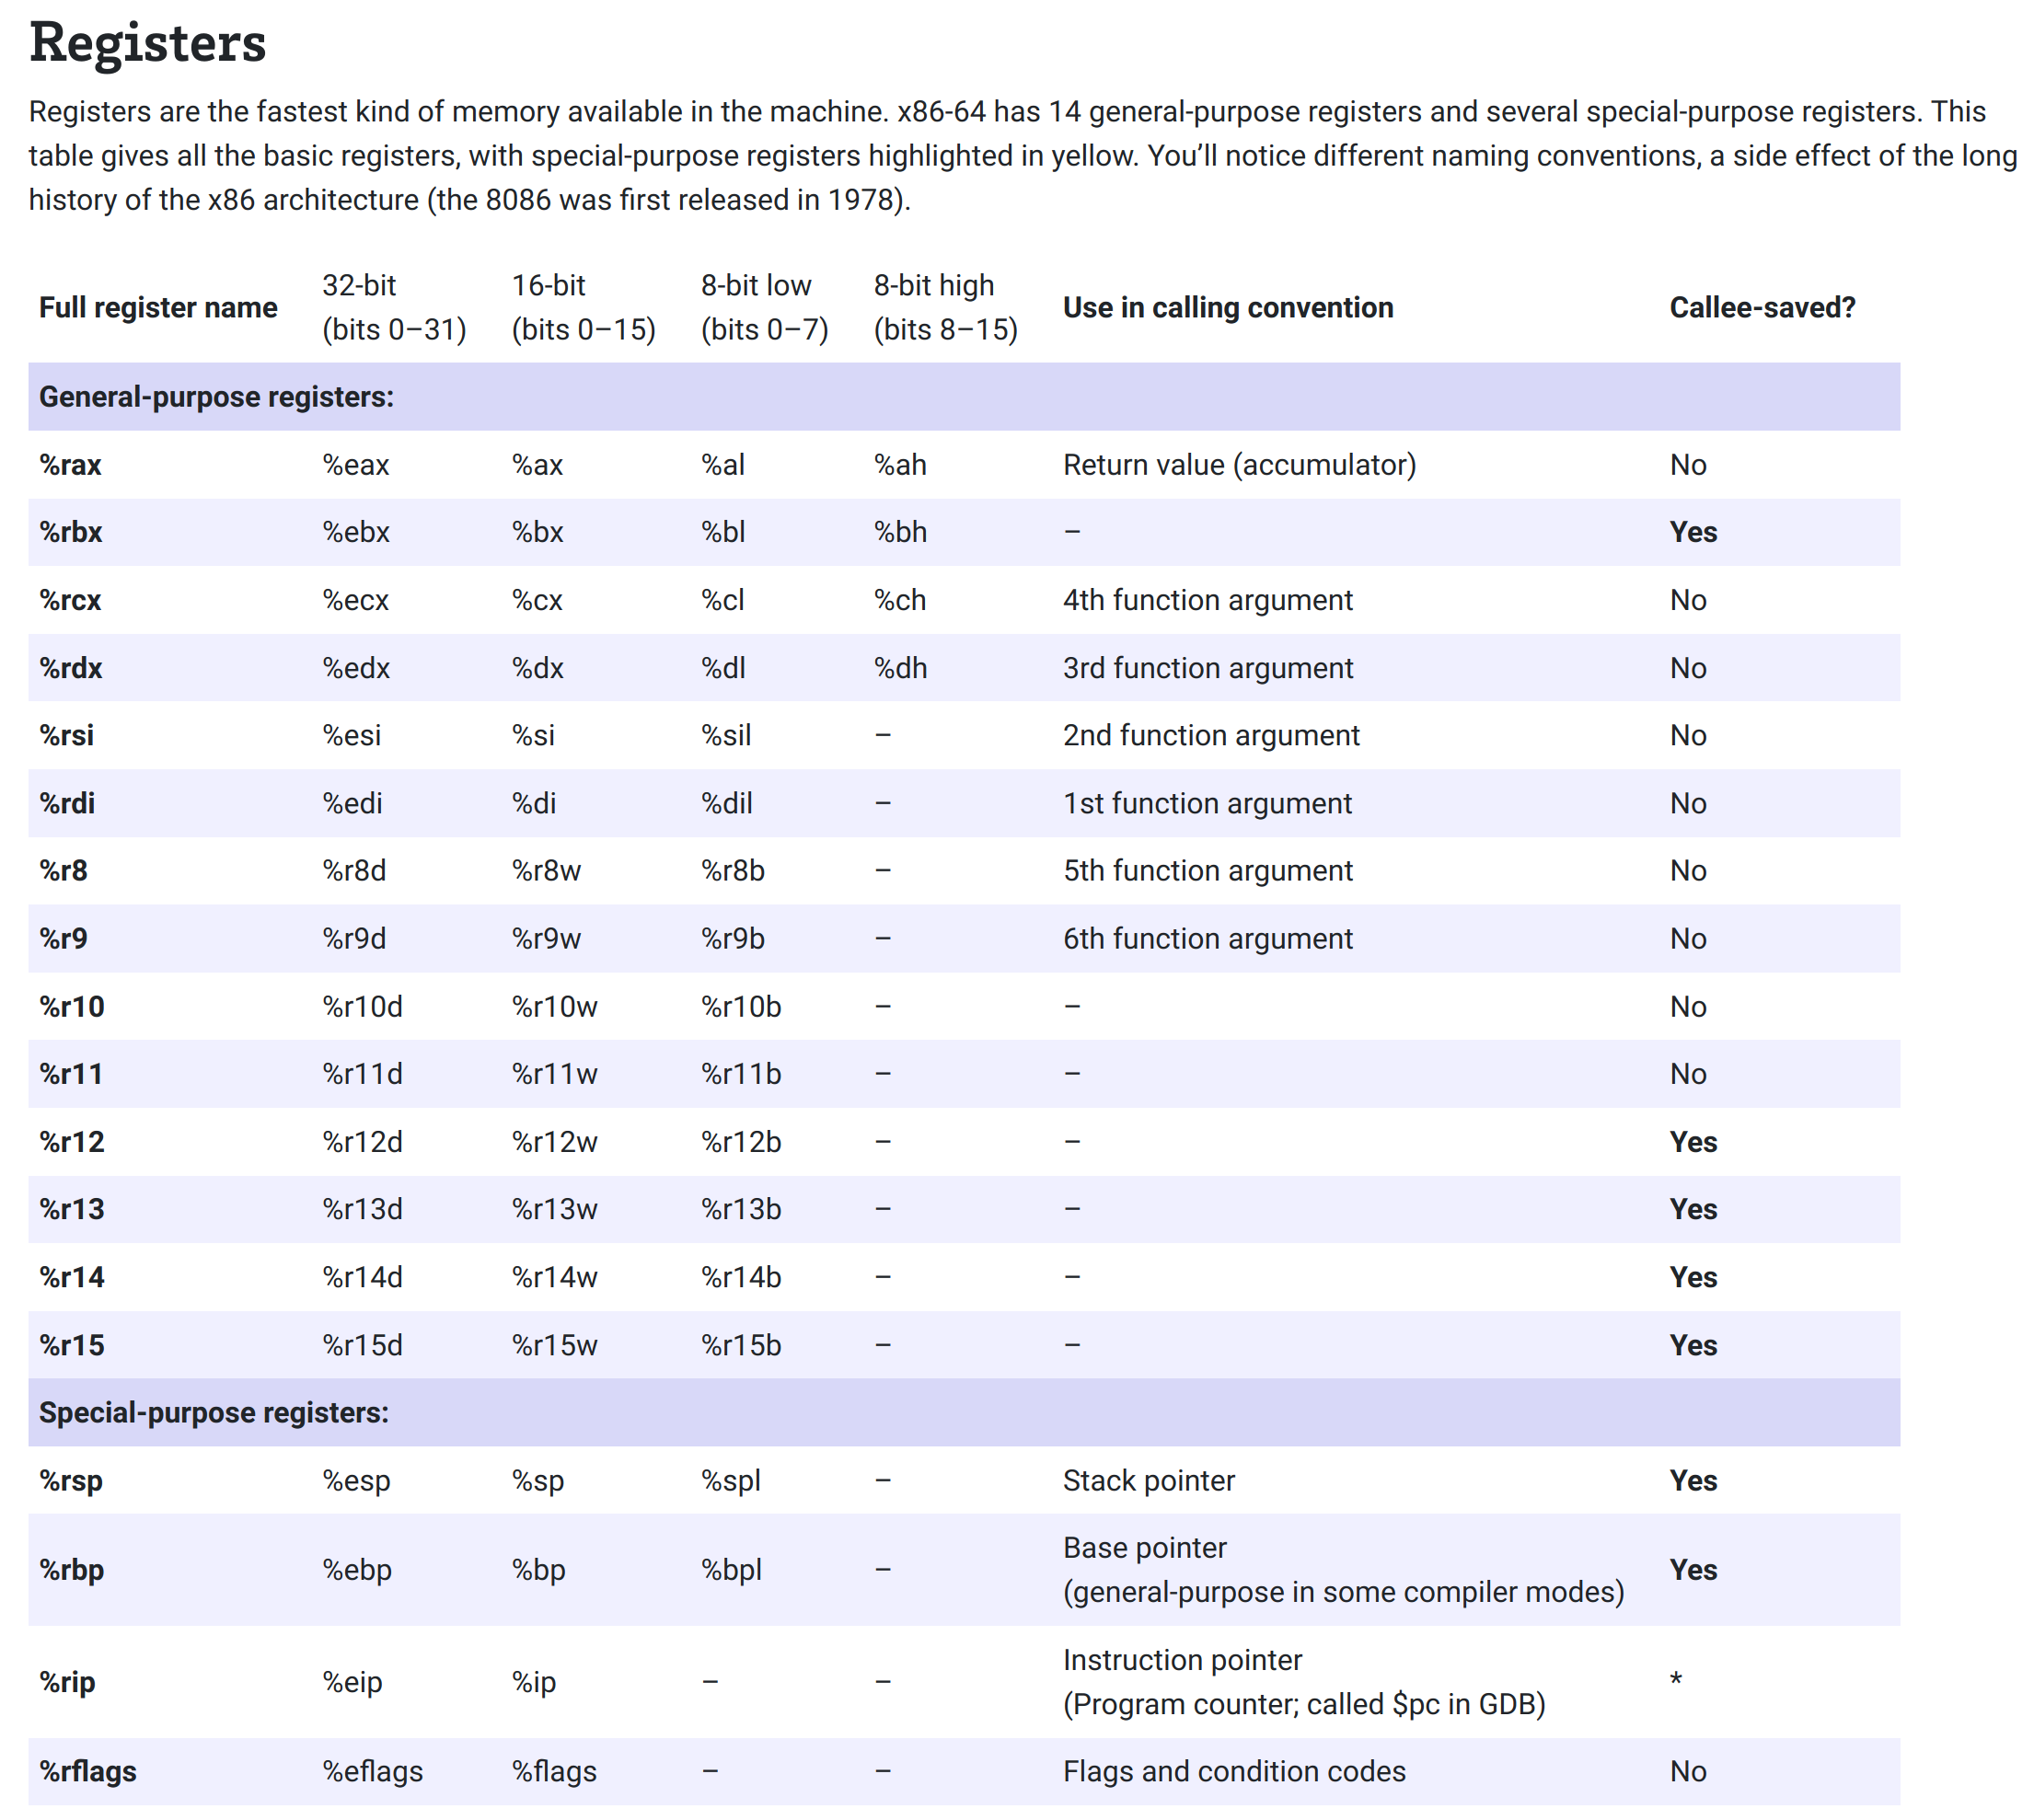 Registers
Registers are the fastest kind of memory available in the machine. x86-64 has 14 general-purpose registers and several special-purpose registers. This
table gives all the basic registers, with special-purpose registers highlighted in yellow. You’ll notice different naming conventions, a side effect of the long
history of the x86 architecture (the 8086 was first released in 1978).
Full register name 32-bit (bits 0–31) 16-bit (bits 0–15) 8-bit low (bits 0–7) 8-bit high (bits 8–15) Use in calling convention Callee-saved?
General-purpose registers:
%rax %eax %ax %al %ah Return value (accumulator) No
%rbx %ebx %bx %bl %bh – Yes
%rcx %ecx %cx %cl %ch 4th function argument No
%rdx %edx %dx %dl %dh 3rd function argument No
%rsi %esi %si %sil – 2nd function argument No
%rdi %edi %di %dil – 1st function argument No
%r8 %r8d %r8w %r8b – 5th function argument No
%r9 %r9d %r9w %r9b – 6th function argument No
%r10 %r10d %r10w %r10b – – No
%r11 %r11d %r11w %r11b – – No
%r12 %r12d %r12w %r12b – – Yes
%r13 %r13d %r13w %r13b – – Yes
%r14 %r14d %r14w %r14b – – Yes
%r15 %r15d %r15w %r15b – – Yes
Special-purpose registers:
%rsp %esp %sp %spl – Stack pointer Yes
%rbp %ebp %bp %bpl – Base pointer (general-purpose in some compiler modes) Yes
%rip %eip %ip – – Instruction pointer (Program counter; called $pc in GDB) *
%rflags %eflags %flags – – Flags and condition codes No